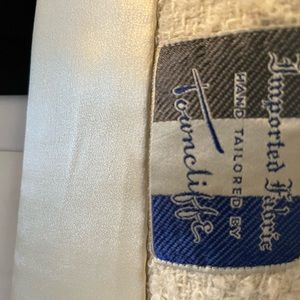 Imported Fabric
HAND TAILORED BY
Towncliffe